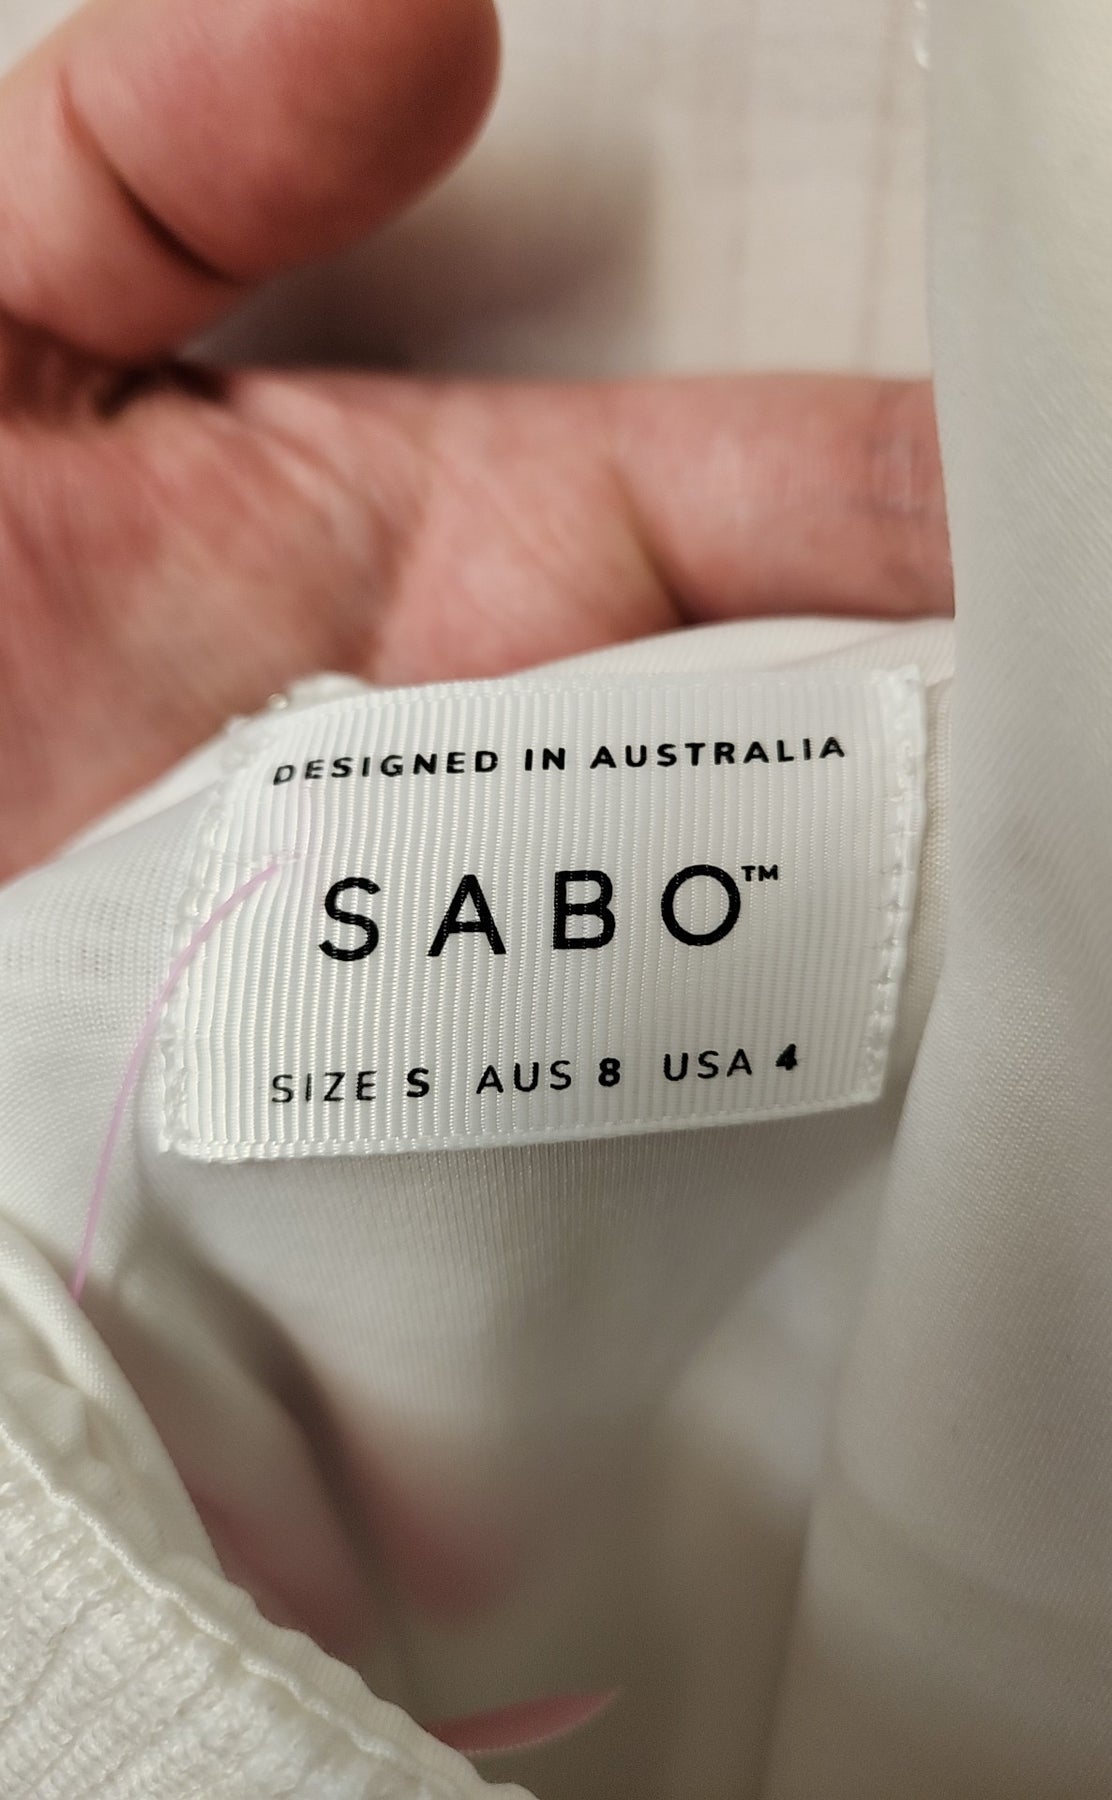 DESIGNED IN AUSTRALIA
SABO™
SIZE S AUS 8 USA 4